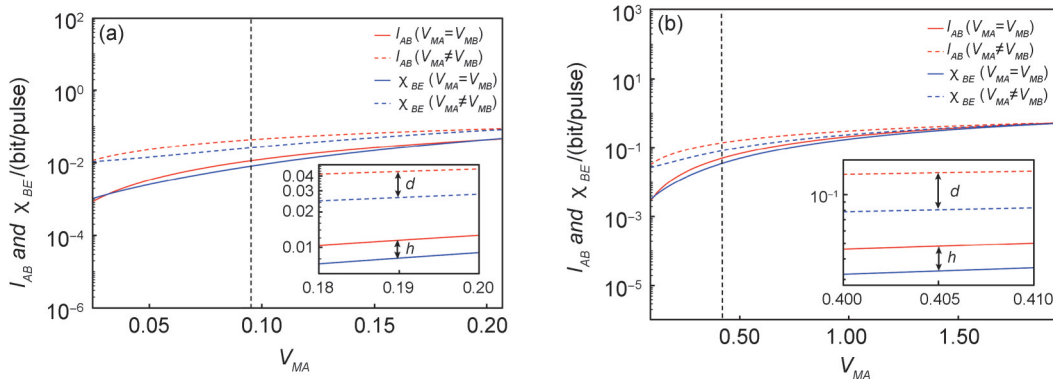 (a)
I_AB and χ_BE/(bit/pulse)
10^2
10^0
10^-2
10^-4
10^-6
I_AB (V_MA=V_MB)
I_AB (V_MA≠V_MB)
χ_BE (V_MA=V_MB)
χ_BE (V_MA≠V_MB)
0.04
0.03
0.02
0.01
d
h
0.18 0.19 0.20
0.05 0.10 0.15 0.20
V_MA
(b)
I_AB and χ_BE/(bit/pulse)
10^3
10^1
10^-1
10^-3
10^-5
I_AB (V_MA=V_MB)
I_AB (V_MA≠V_MB)
χ_BE (V_MA=V_MB)
χ_BE (V_MA≠V_MB)
10^-1
d
h
0.400 0.405 0.410
0.50 1.00 1.50
V_MA